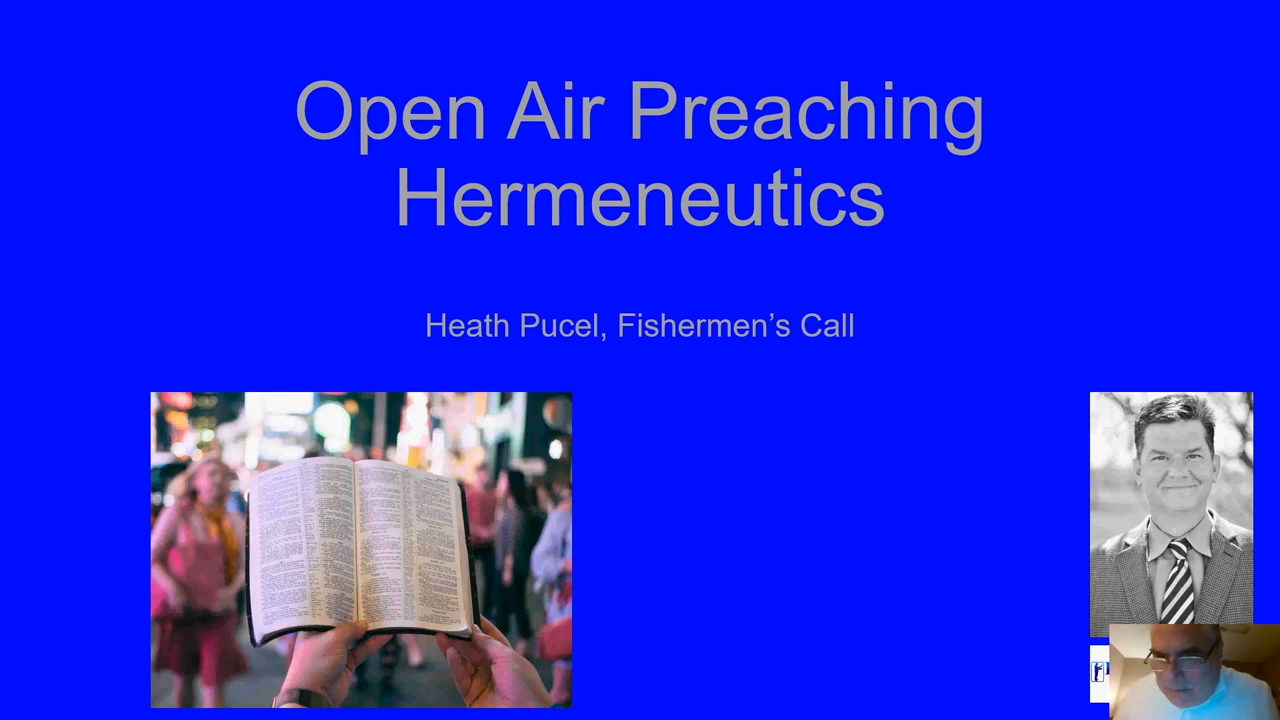 Open Air Preaching
Hermeneutics
Heath Pucel, Fishermen’s Call